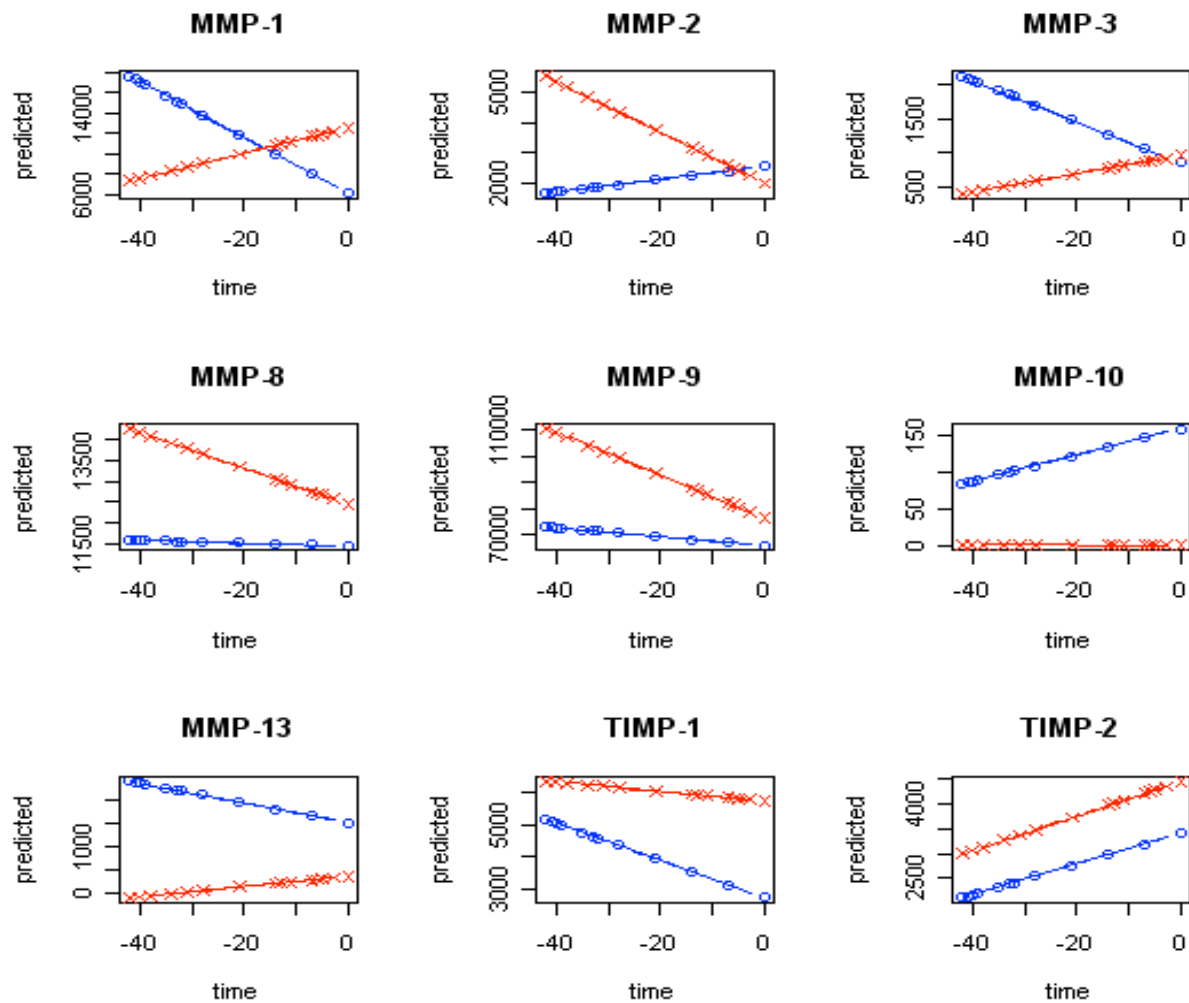 MMP-1 MMP-2 MMP-3
predicted 6000 14000 predicted 2000 5000 predicted 500 1500
-40 -20 0 -40 -20 0 -40 -20 0
time time time
MMP-8 MMP-9 MMP-10
predicted 111500 113500 predicted 70000 110000 predicted 0 50 150
-40 -20 0 -40 -20 0 -40 -20 0
time time time
MMP-13 TIMP-1 TIMP-2
predicted 0 1000 predicted 3000 5000 predicted 2500 4000
-40 -20 0 -40 -20 0 -40 -20 0
time time time